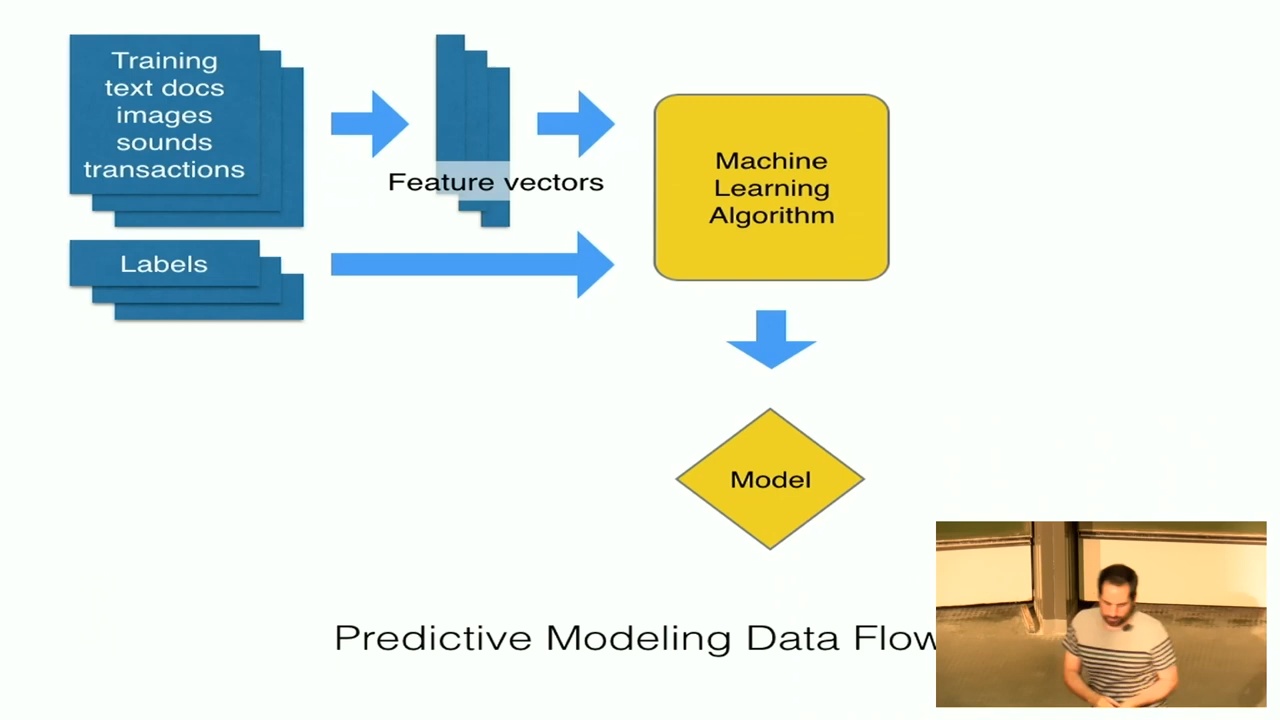 Training
text docs
images
sounds
transactions
Feature vectors
Labels
Machine
Learning
Algorithm
Model
Predictive Modeling Data Flow